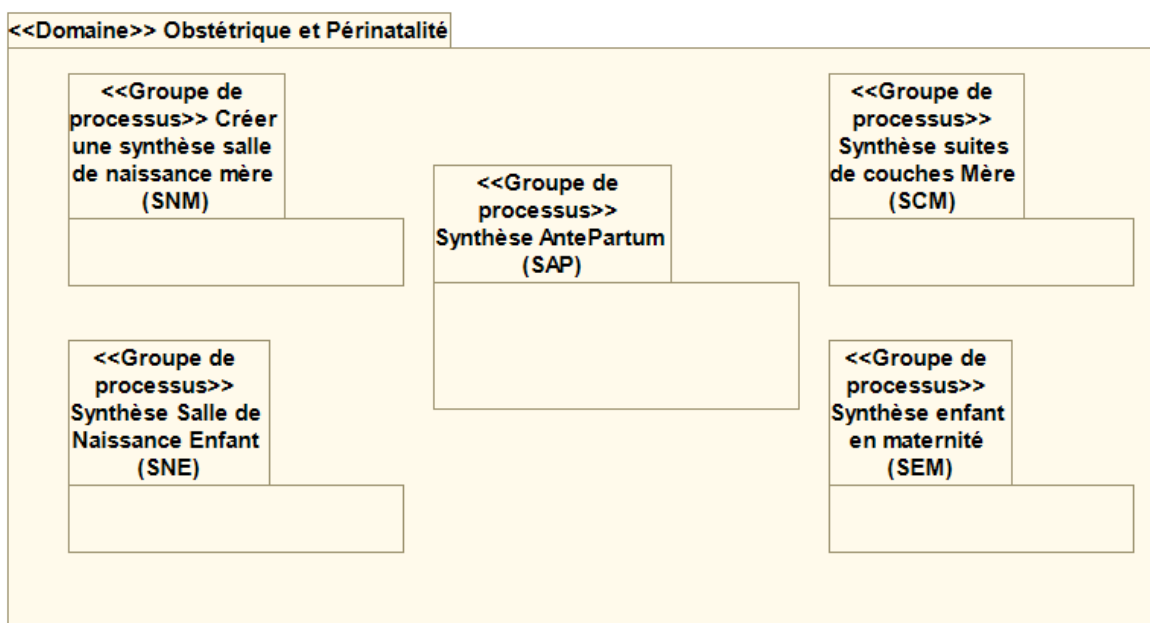 <<Domaine>> Obstétrique et Périnatalité
<<Groupe de
processus>> Créer
une synthèse salle
de naissance mère
(SNM)
<<Groupe de
processus>>
Synthèse AntePartum
(SAP)
<<Groupe de
processus>>
Synthèse suites
de couches Mère
(SCM)
<<Groupe de
processus>>
Synthèse Salle de
Naissance Enfant
(SNE)
<<Groupe de
processus>>
Synthèse enfant
en maternité
(SEM)